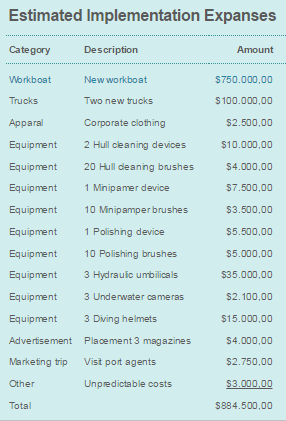 Estimated Implementation Expanses
Category Description Amount
Workboat New workboat $750.000,00
Trucks Two new trucks $100.000,00
Apparal Corporate clothing $2.500,00
Equipment 2 Hull cleaning devices $10.000,00
Equipment 20 Hull cleaning brushes $4.000,00
Equipment 1 Minipamer device $7.500,00
Equipment 10 Minipamper brushes $3.500,00
Equipment 1 Polishing device $5.500,00
Equipment 10 Polishing brushes $5.000,00
Equipment 3 Hydraulic umbilicals $35.000,00
Equipment 3 Underwater cameras $2.100,00
Equipment 3 Diving helmets $15.000,00
Advertisement Placement 3 magazines $4.000,00
Marketing trip Visit port agents $2.750,00
Other Unpredictable costs $3.000,00
Total $884.500,00